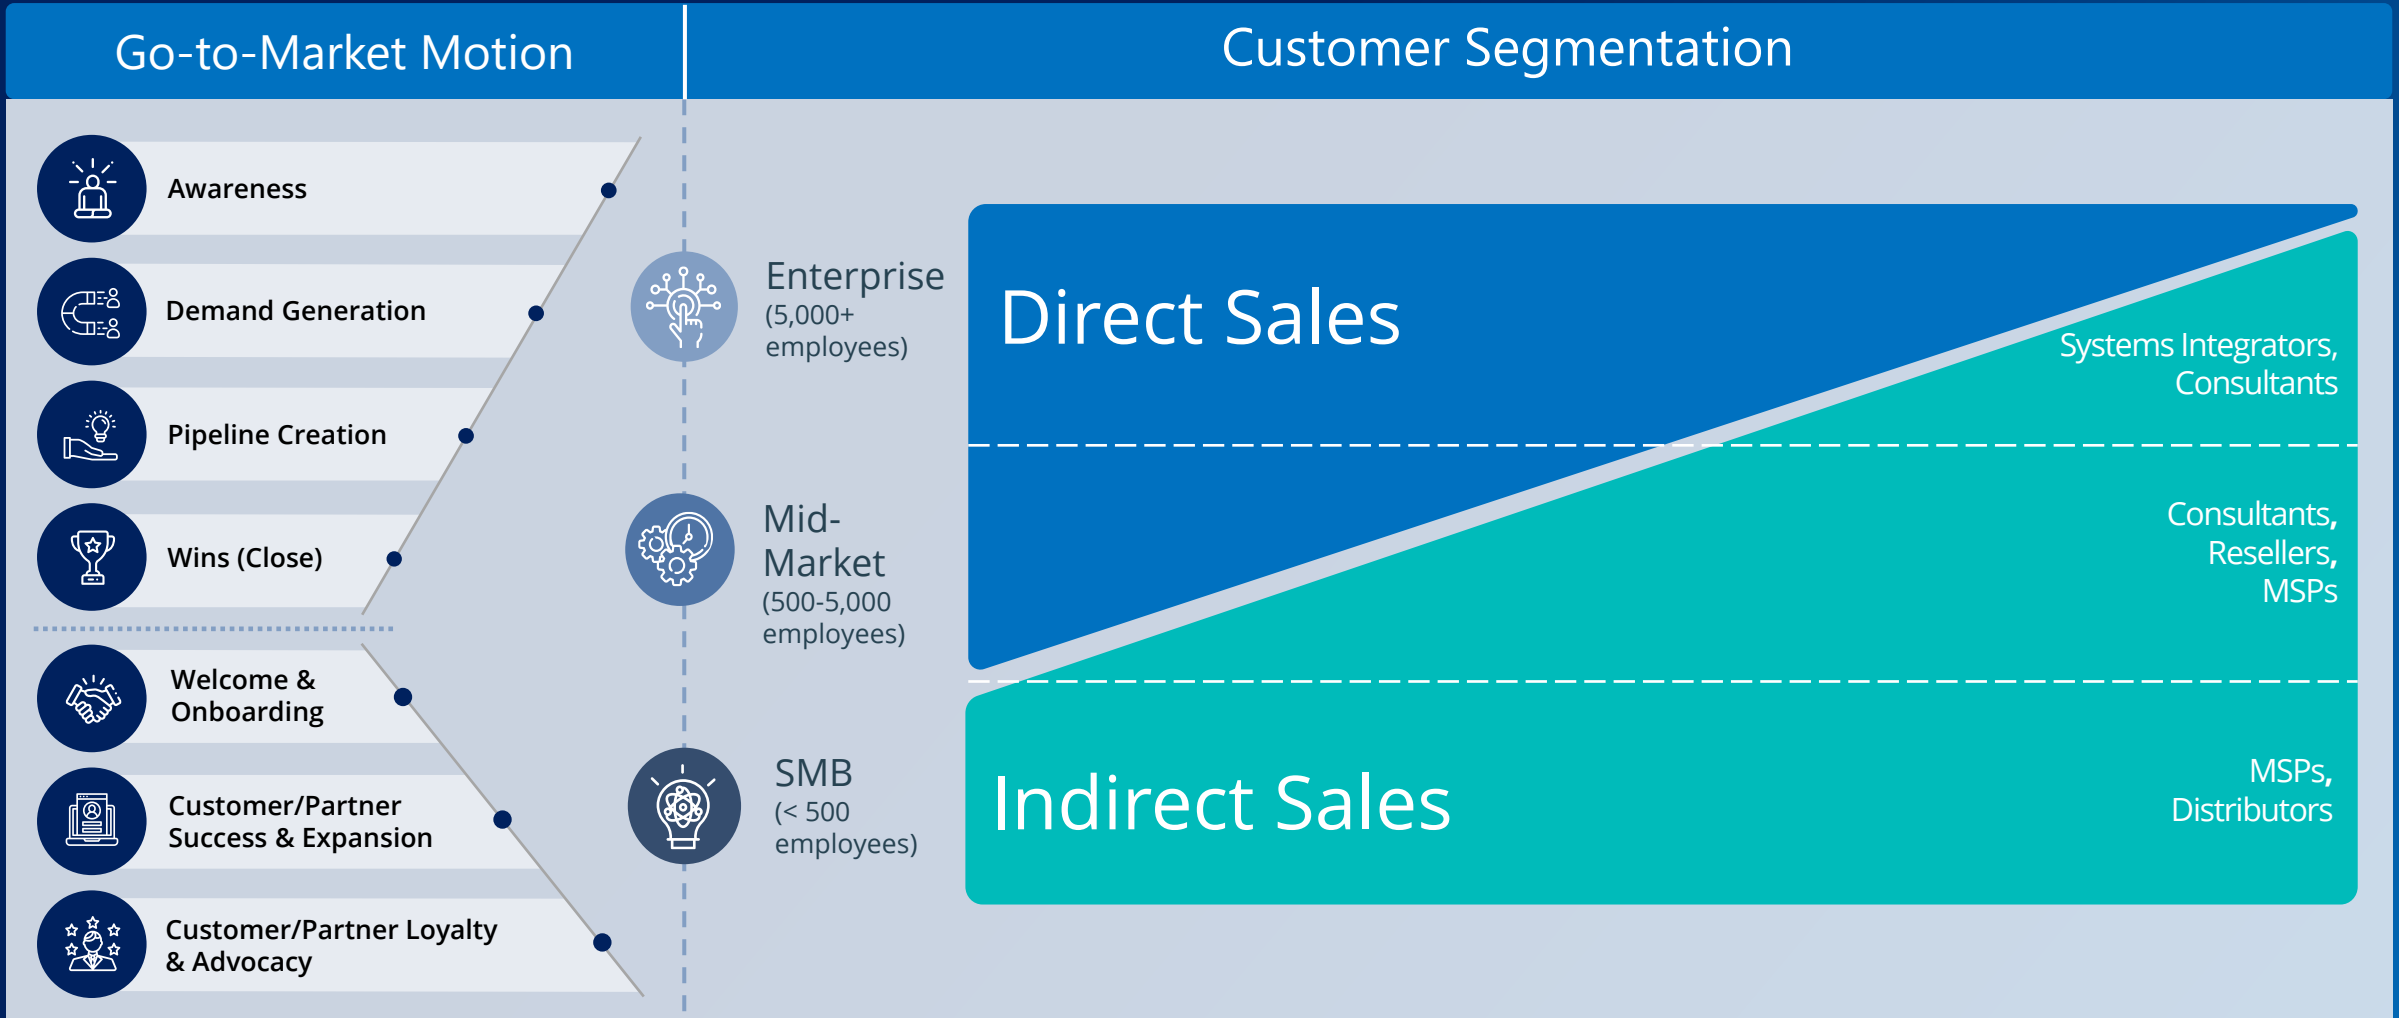 Go-to-Market Motion
Customer Segmentation
Awareness
Demand Generation
Pipeline Creation
Wins (Close)
Welcome &
Onboarding
Customer/Partner
Success & Expansion
Customer/Partner Loyalty
& Advocacy
Enterprise
(5,000+
employees)
Mid-
Market
(500-5,000
employees)
SMB
(< 500
employees)
Direct Sales
Systems Integrators,
Consultants
Consultants,
Resellers,
MSPs
Indirect Sales
MSPs,
Distributors